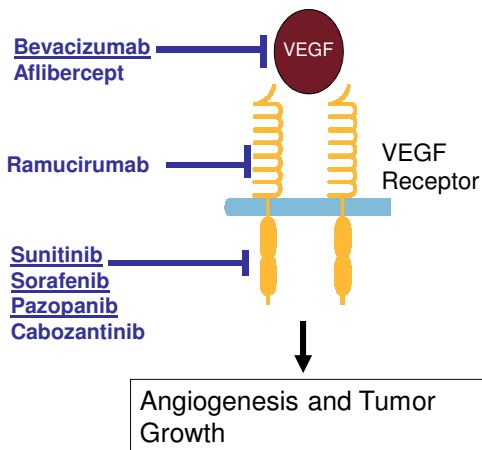 Bevacizumab
Aflibercept
VEGF
Ramucirumab
VEGF
Receptor
Sunitinib
Sorafenib
Pazopanib
Cabozantinib
Angiogenesis and Tumor
Growth